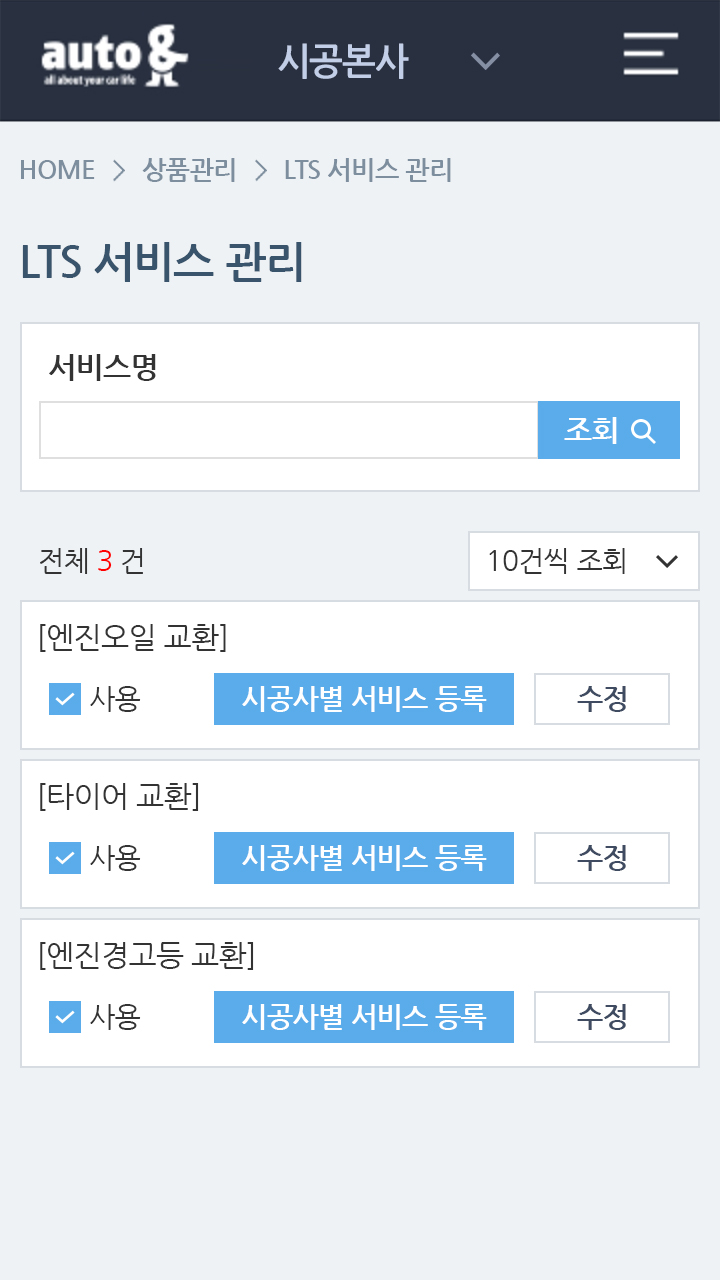 auto&
all about your car life
시공본사
HOME > 상품관리 > LTS 서비스 관리
LTS 서비스 관리
서비스명
조회
전체 3 건
10건씩 조회
[엔진오일 교환]
사용 시공사별 서비스 등록 수정
[타이어 교환]
사용 시공사별 서비스 등록 수정
[엔진경고등 교환]
사용 시공사별 서비스 등록 수정